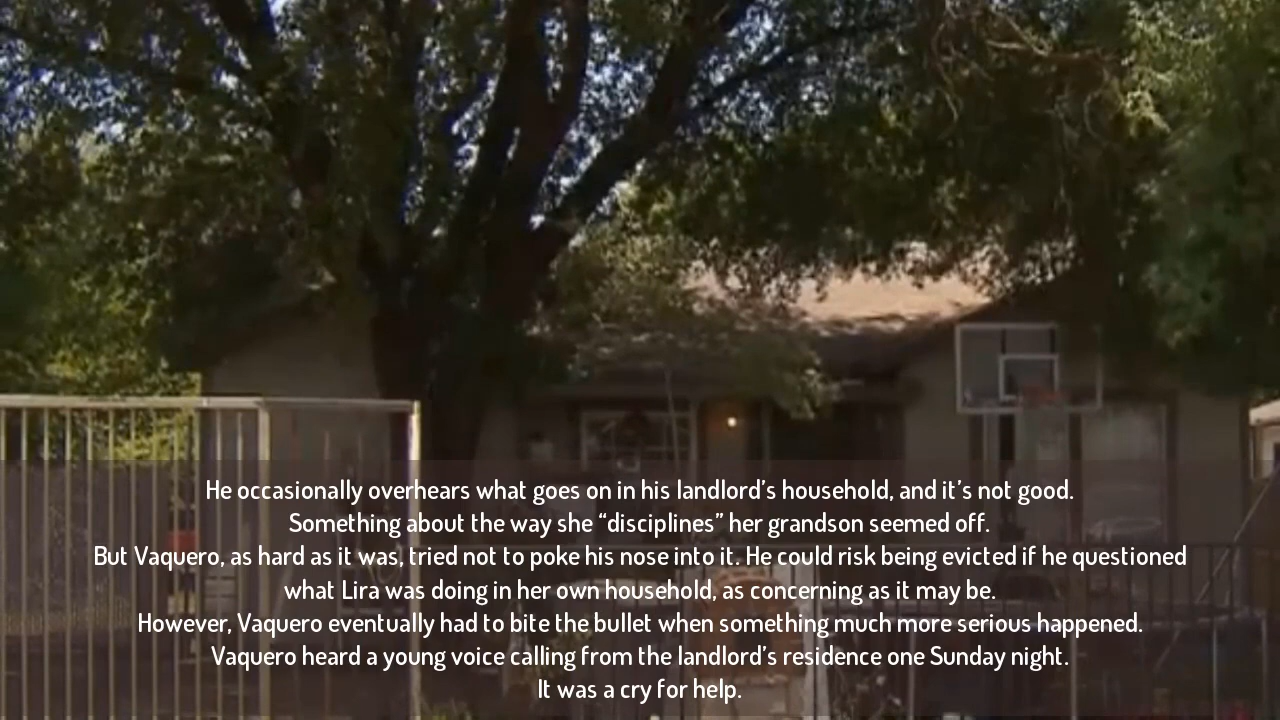 He occasionally overhears what goes on in his landlord’s household, and it’s not good.
Something about the way she “disciplines” her grandson seemed off.
But Vaquero, as hard as it was, tried not to poke his nose into it. He could risk being evicted if he questioned
what Lira was doing in her own household, as concerning as it may be.
However, Vaquero eventually had to bite the bullet when something much more serious happened.
Vaquero heard a young voice calling from the landlord’s residence one Sunday night.
It was a cry for help.